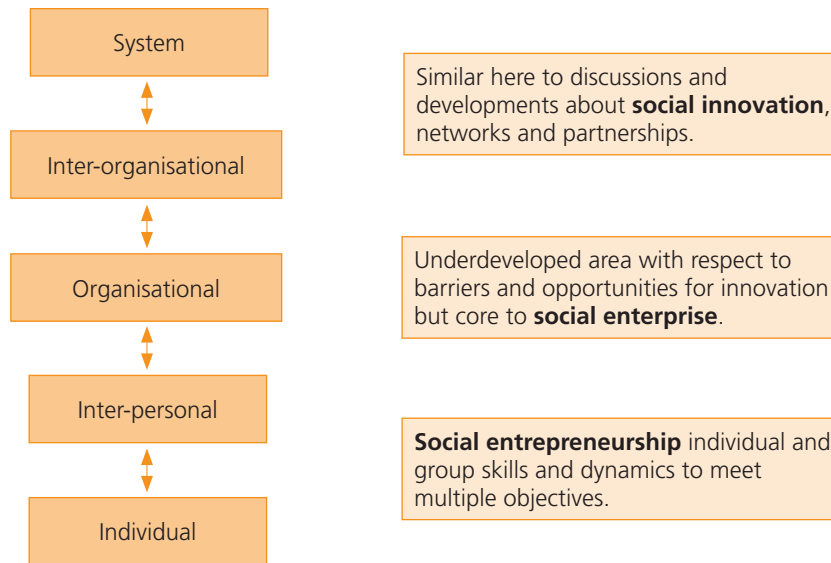 System
Similar here to discussions and
developments about social innovation,
networks and partnerships.
Inter-organisational
Organisational
Underdeveloped area with respect to
barriers and opportunities for innovation
but core to social enterprise.
Inter-personal
Social entrepreneurship individual and
group skills and dynamics to meet
multiple objectives.
Individual